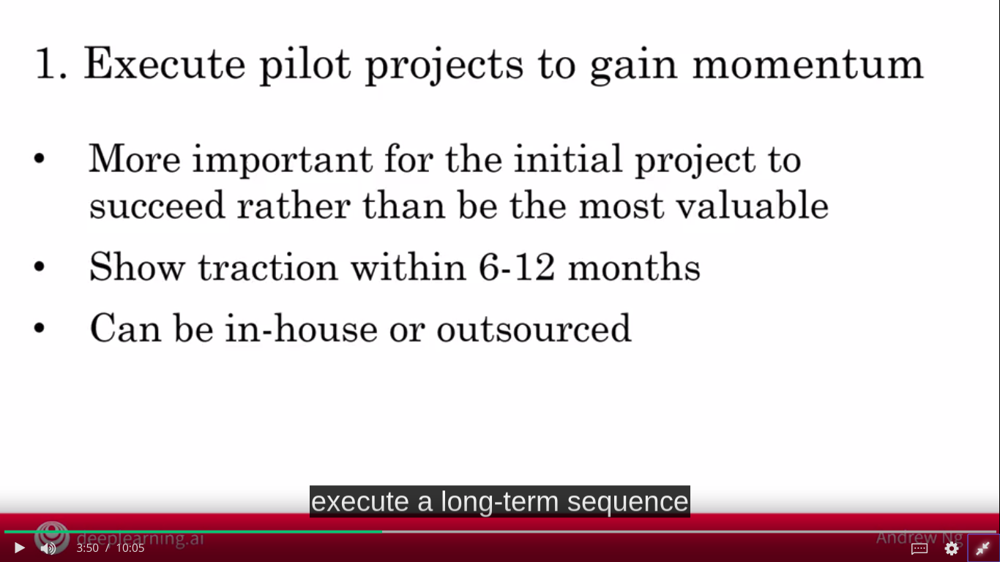 1. Execute pilot projects to gain momentum
• More important for the initial project to
succeed rather than be the most valuable
• Show traction within 6-12 months
• Can be in-house or outsourced
execute a long-term sequence
deeplearning.ai
Andrew Ng
3:50 / 10:05